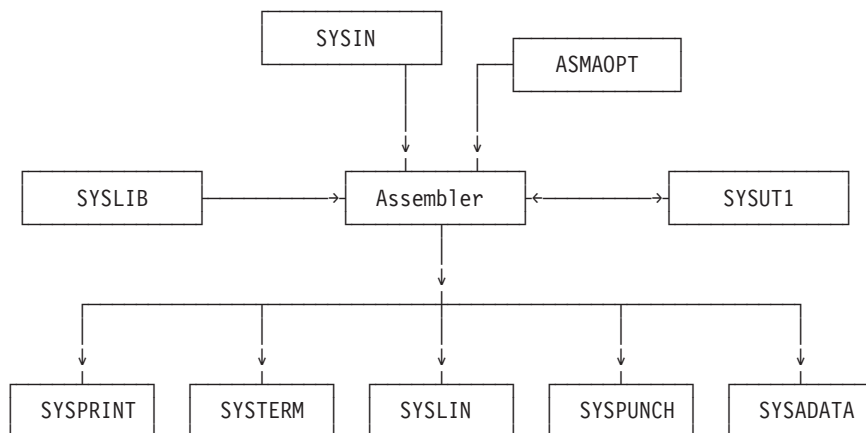 SYSIN
ASMAOPT
SYSLIB
Assembler
SYSUT1
SYSPRINT
SYSTERM
SYSLIN
SYSPUNCH
SYSADATA